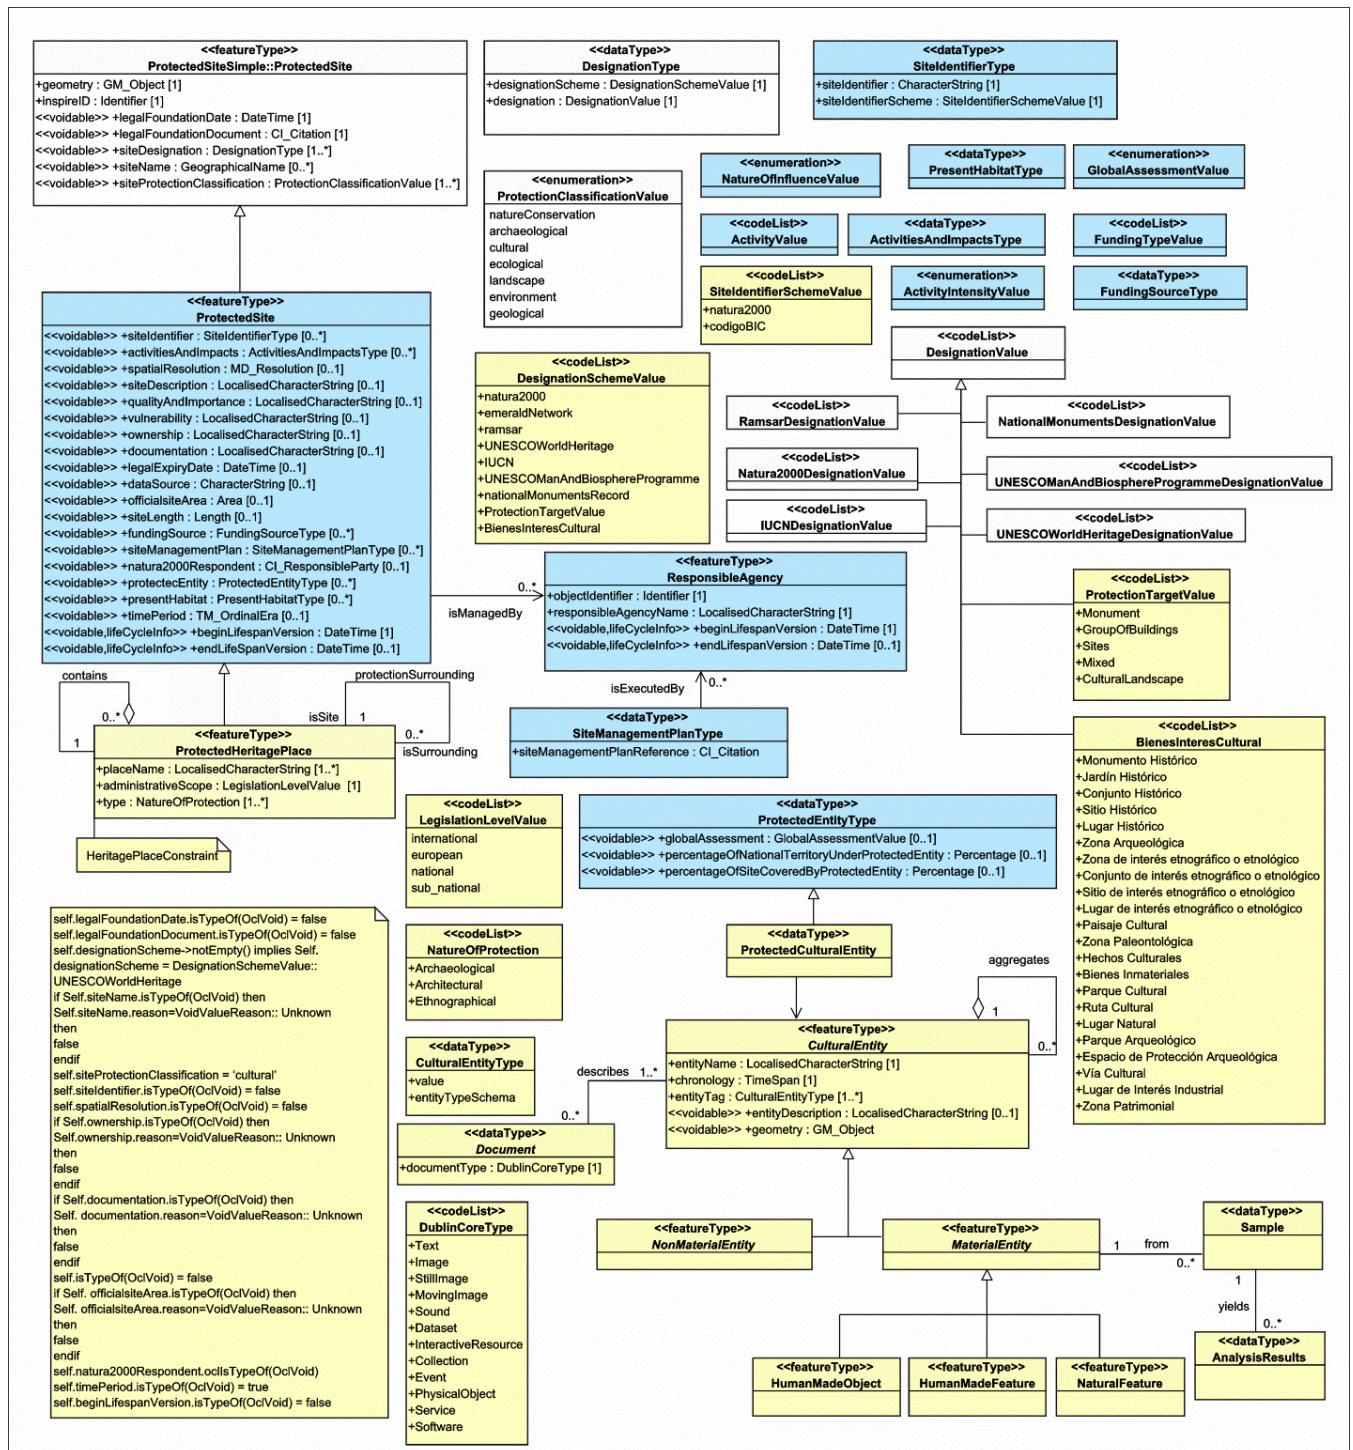 <<featureType>>
ProtectedSiteSimple::ProtectedSite
+geometry : GM_Object [1]
+inspireID : Identifier [1]
<<voidable>> +legalFoundationDate : DateTime [1]
<<voidable>> +legalFoundationDocument : CI_Citation [1]
<<voidable>> +siteDesignation : DesignationType [1..*]
<<voidable>> +siteName : GeographicalName [0..*]
<<voidable>> +siteProtectionClassification : ProtectionClassificationValue [1..*]
<<dataType>>
DesignationType
+designationScheme : DesignationSchemeValue [1]
+designation : DesignationValue [1]
<<dataType>>
SiteIdentifierType
+siteIdentifier : CharacterString [1]
+siteIdentifierScheme : SiteIdentifierSchemeValue [1]
<<enumeration>>
ProtectionClassificationValue
natureConservation
archaeological
cultural
ecological
landscape
environment
geological
<<enumeration>>
NatureOfInfluenceValue
<<dataType>>
PresentHabitatType
<<enumeration>>
GlobalAssessmentValue
<<codeList>>
ActivityValue
<<dataType>>
ActivitiesAndImpactsType
<<codeList>>
FundingTypeValue
<<codeList>>
SiteIdentifierSchemeValue
+natura2000
+codigoBIC
<<enumeration>>
ActivityIntensityValue
<<dataType>>
FundingSourceType
<<featureType>>
ProtectedSite
<<voidable>> +siteIdentifier : SiteIdentifierType [0..*]
<<voidable>> +activitiesAndImpacts : ActivitiesAndImpactsType [0..*]
<<voidable>> +spatialResolution : MD_Resolution [0..1]
<<voidable>> +siteDescription : LocalisedCharacterString [0..1]
<<voidable>> +qualityAndImportance : LocalisedCharacterString [0..1]
<<voidable>> +vulnerability : LocalisedCharacterString [0..1]
<<voidable>> +ownership : LocalisedCharacterString [0..1]
<<voidable>> +documentation : LocalisedCharacterString [0..1]
<<voidable>> +legalExpiryDate : DateTime [0..1]
<<voidable>> +dataSource : CharacterString [0..1]
<<voidable>> +officialsiteArea : Area [0..1]
<<voidable>> +siteLength : Length [0..1]
<<voidable>> +fundingSource : FundingSourceType [0..*]
<<voidable>> +siteManagementPlan : SiteManagementPlanType [0..*]
<<voidable>> +natura2000Respondent : CI_ResponsibleParty [0..1]
<<voidable>> +protectecEntity : ProtectedEntityType [0..*]
<<voidable>> +presentHabitat : PresentHabitatType [0..*]
<<voidable>> +timePeriod : TM_OrdinalEra [0..1]
<<voidable,lifeCycleInfo>> +beginLifespanVersion : DateTime [1]
<<voidable,lifeCycleInfo>> +endLifeSpanVersion : DateTime [0..1]
<<codeList>>
DesignationSchemeValue
+natura2000
+emeraldNetwork
+ramsar
+UNESCOWorldHeritage
+IUCN
+UNESCOManAndBiosphereProgramme
+nationalMonumentsRecord
+ProtectionTargetValue
+BienesInteresCultural
<<codeList>>
DesignationValue
<<codeList>>
RamsarDesignationValue
<<codeList>>
NationalMonumentsDesignationValue
<<codeList>>
Natura2000DesignationValue
<<codeList>>
UNESCOManAndBiosphereProgrammeDesignationValue
<<codeList>>
IUCNDesignationValue
<<codeList>>
UNESCOWorldHeritageDesignationValue
0..*
isManagedBy
<<featureType>>
ResponsibleAgency
+objectIdentifier : Identifier [1]
+responsibleAgencyName : LocalisedCharacterString [1]
<<voidable,lifeCycleInfo>> +beginLifespanVersion : DateTime [1]
<<voidable,lifeCycleInfo>> +endLifespanVersion : DateTime [0..1]
isExecutedBy
0..*
<<dataType>>
SiteManagementPlanType
+siteManagementPlanReference : CI_Citation
<<codeList>>
ProtectionTargetValue
+Monument
+GroupOfBuildings
+Sites
+Mixed
+CulturalLandscape
contains
0..*
1
protectionSurrounding
isSite
1
0..*
isSurrounding
<<featureType>>
ProtectedHeritagePlace
+placeName : LocalisedCharacterString [1..*]
+administrativeScope : LegislationLevelValue [1]
+type : NatureOfProtection [1..*]
HeritagePlaceConstraint
<<codeList>>
BienesInteresCultural
+Monumento Histórico
+Jardín Histórico
+Conjunto Histórico
+Sitio Histórico
+Lugar Histórico
+Zona Arqueológica
+Zona de interés etnográfico o etnológico
+Conjunto de interés etnográfico o etnológico
+Sitio de interés etnográfico o etnológico
+Lugar de interés etnográfico o etnológico
+Paisaje Cultural
+Zona Paleontológica
+Hechos Culturales
+Bienes Inmateriales
+Parque Cultural
+Ruta Cultural
+Lugar Natural
+Parque Arqueológico
+Espacio de Protección Arqueológica
+Vía Cultural
+Lugar de Interés Industrial
+Zona Patrimonial
<<codeList>>
LegislationLevelValue
international
european
national
sub_national
<<dataType>>
ProtectedEntityType
<<voidable>> +globalAssessment : GlobalAssessmentValue [0..1]
<<voidable>> +percentageOfNationalTerritoryUnderProtectedEntity : Percentage [0..1]
<<voidable>> +percentageOfSiteCoveredByProtectedEntity : Percentage [0..1]
self.legalFoundationDate.isTypeOf(OclVoid) = false
self.legalFoundationDocument.isTypeOf(OclVoid) = false
self.designationScheme->notEmpty() implies Self.
designationScheme = DesignationSchemeValue::
UNESCOWorldHeritage
if Self.siteName.isTypeOf(OclVoid) then
Self.siteName.reason=VoidValueReason:: Unknown
then
false
endif
self.siteProtectionClassification = 'cultural'
self.siteIdentifier.isTypeOf(OclVoid) = false
self.spatialResolution.isTypeOf(OclVoid) = false
if Self.ownership.isTypeOf(OclVoid) then
Self.ownership.reason=VoidValueReason:: Unknown
then
false
endif
if Self.documentation.isTypeOf(OclVoid) then
Self. documentation.reason=VoidValueReason:: Unknown
then
false
endif
self.isTypeOf(OclVoid) = false
if Self. officialsiteArea.isTypeOf(OclVoid) then
Self. officialsiteArea.reason=VoidValueReason:: Unknown
then
false
endif
self.natura2000Respondent.oclIsTypeOf(OclVoid)
self.timePeriod.isTypeOf(OclVoid) = true
self.beginLifespanVersion.isTypeOf(OclVoid) = false
<<codeList>>
NatureOfProtection
+Archaeological
+Architectural
+Ethnographical
<<dataType>>
ProtectedCulturalEntity
aggregates
1
0..*
<<dataType>>
CulturalEntityType
+value
+entityTypeSchema
<<featureType>>
CulturalEntity
+entityName : LocalisedCharacterString [1]
+chronology : TimeSpan [1]
+entityTag : CulturalEntityType [1..*]
<<voidable>> +entityDescription : LocalisedCharacterString [0..1]
<<voidable>> +geometry : GM_Object
describes
1..*
0..*
<<dataType>>
Document
+documentType : DublinCoreType [1]
<<codeList>>
DublinCoreType
+Text
+Image
+StillImage
+MovingImage
+Sound
+Dataset
+InteractiveResource
+Collection
+Event
+PhysicalObject
+Service
+Software
<<featureType>>
NonMaterialEntity
<<featureType>>
MaterialEntity
1
from
0..*
<<dataType>>
Sample
1
yields
0..*
<<dataType>>
AnalysisResults
<<featureType>>
HumanMadeObject
<<featureType>>
HumanMadeFeature
<<featureType>>
NaturalFeature